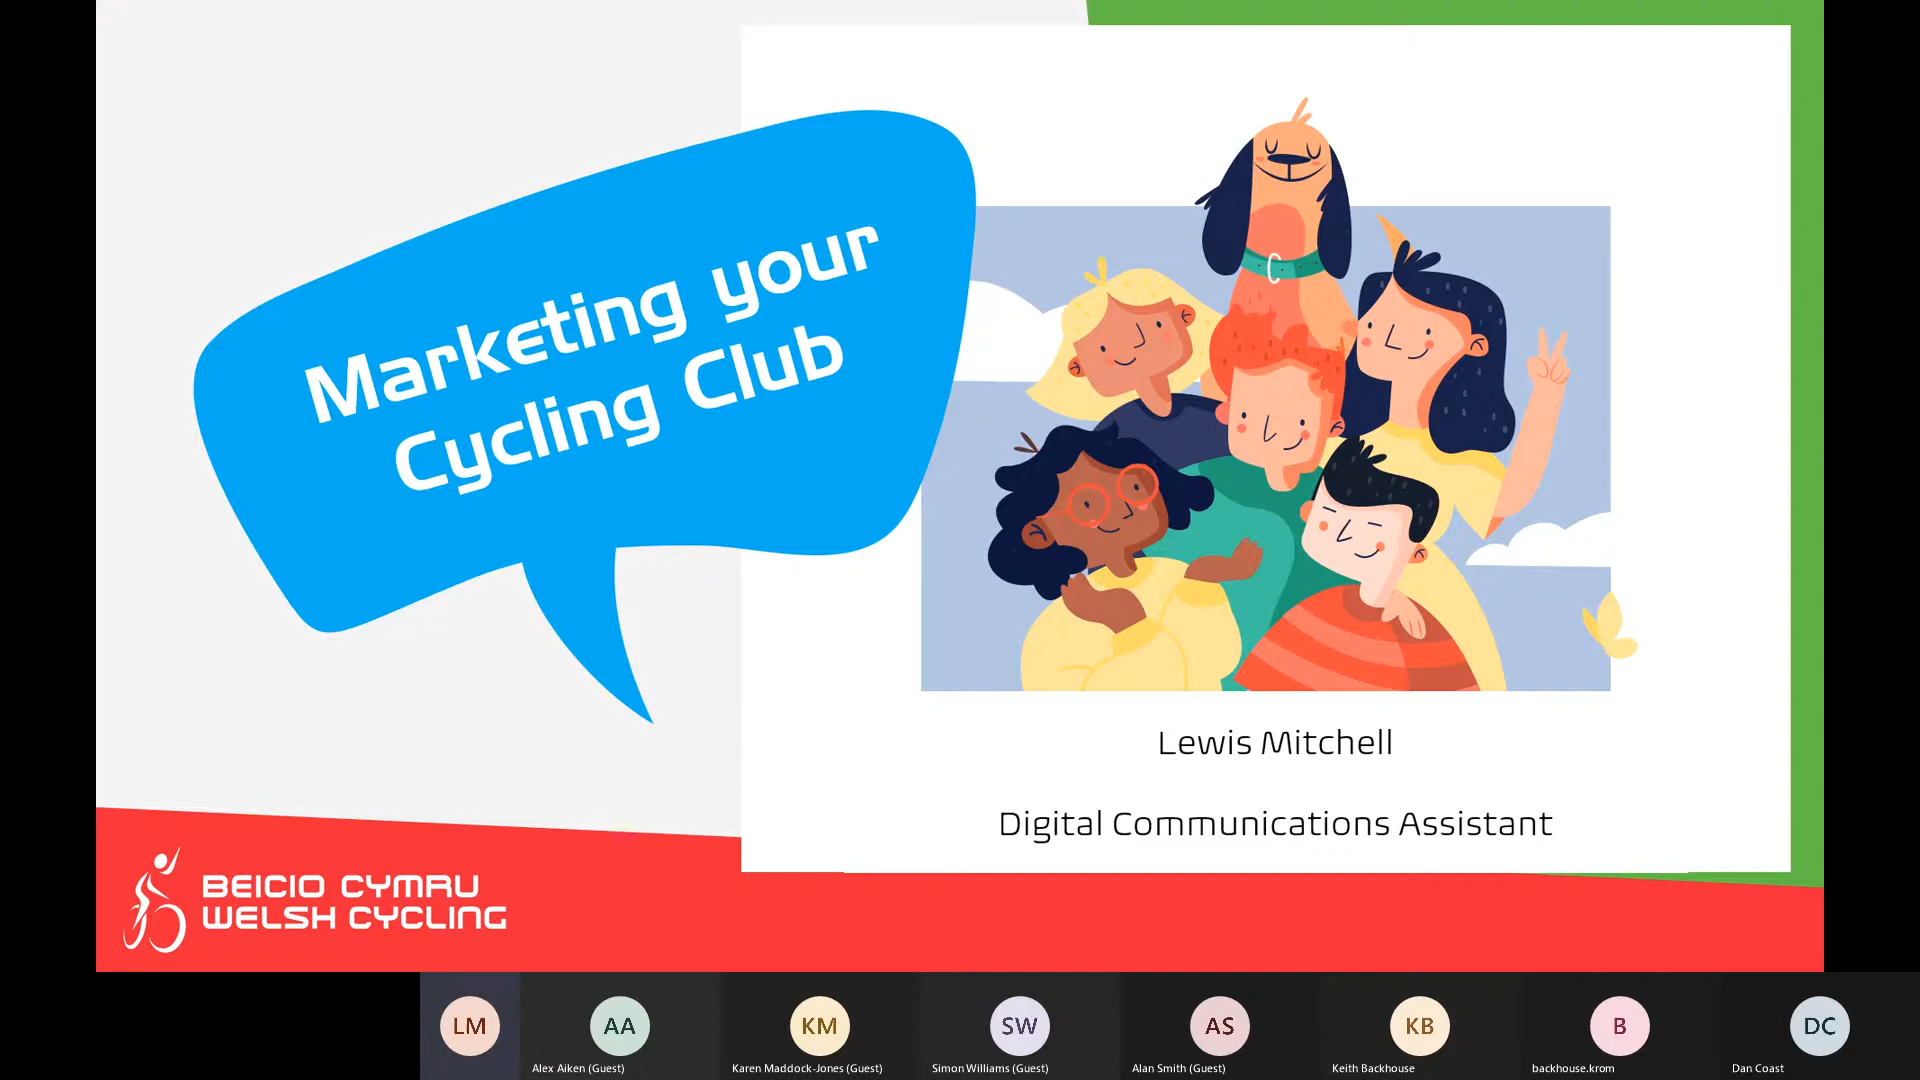 Marketing your
Cycling Club
Lewis Mitchell
Digital Communications Assistant
BEICIO CYMRU
WELSH CYCLING
LM
AA
KM
SW
AS
KB
B
DC
Alex Aiken (Guest)
Karen Maddock-Jones (Guest)
Simon Williams (Guest)
Alan Smith (Guest)
Keith Backhouse
backhouse.krom
Dan Coast